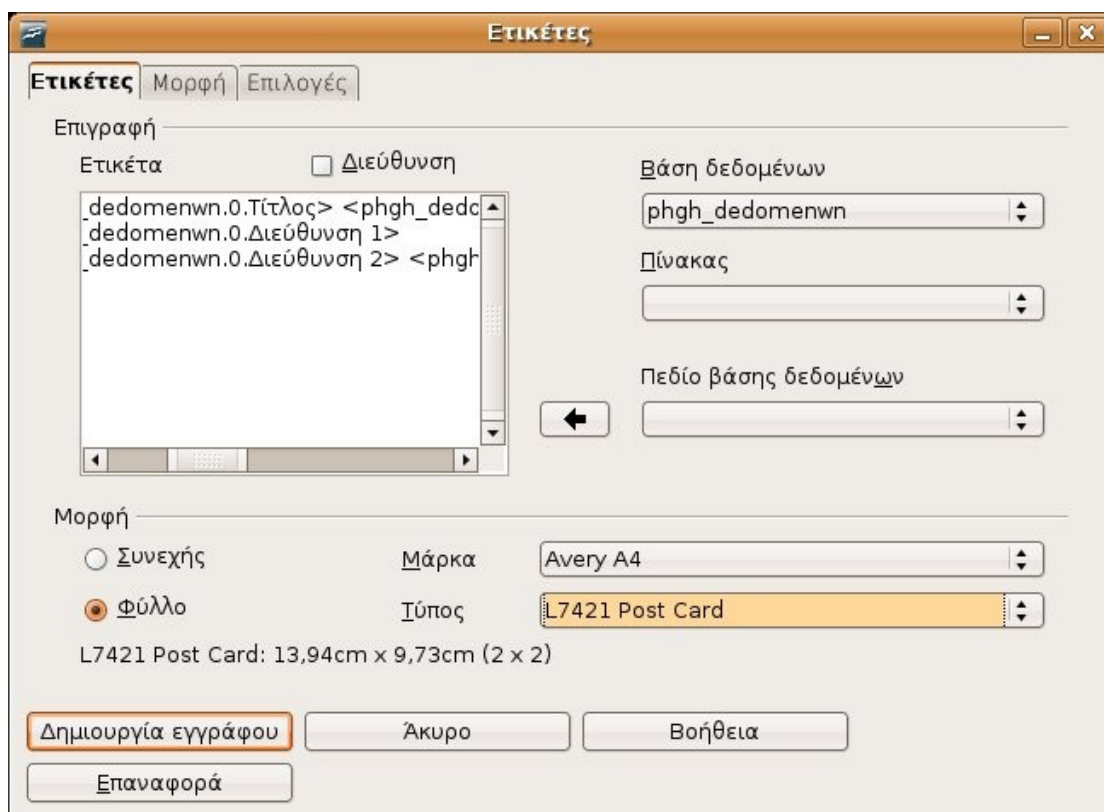 Ετικέτες
Ετικέτες Μορφή Επιλογές
Επιγραφή
Ετικέτα Διεύθυνση
Βάση δεδομένων
_dedomenwn.0.Τίτλος> <phgh_dedo
_dedomenwn.0.Διεύθυνση 1>
_dedomenwn.0.Διεύθυνση 2> <phgh
phgh_dedomenwn
Πίνακας
Πεδίο βάσης δεδομένων
Μορφή
Συνεχής Μάρκα Avery A4
Φύλλο Τύπος L7421 Post Card
L7421 Post Card: 13,94cm x 9,73cm (2 x 2)
Δημιουργία εγγράφου Άκυρο Βοήθεια
Επαναφορά